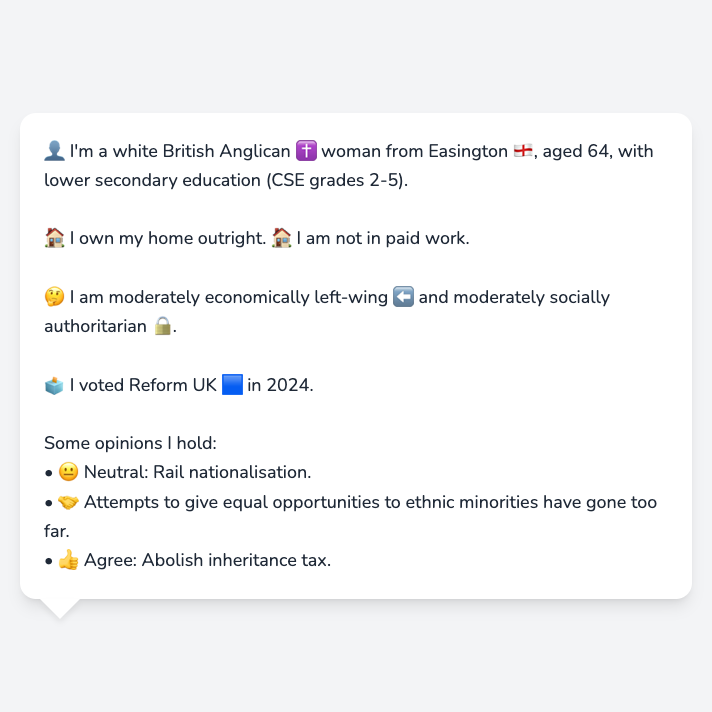 👤 I'm a white British Anglican ✝️ woman from Easington 🏴󠁧󠁢󠁥󠁮󠁧󠁿, aged 64, with
lower secondary education (CSE grades 2-5).
🏠 I own my home outright. 🏠 I am not in paid work.
🤔 I am moderately economically left-wing ⬅️ and moderately socially
authoritarian 🔒.
🗳️ I voted Reform UK 🟦 in 2024.
Some opinions I hold:
• 😐 Neutral: Rail nationalisation.
• 🤝 Attempts to give equal opportunities to ethnic minorities have gone too
far.
• 👍 Agree: Abolish inheritance tax.